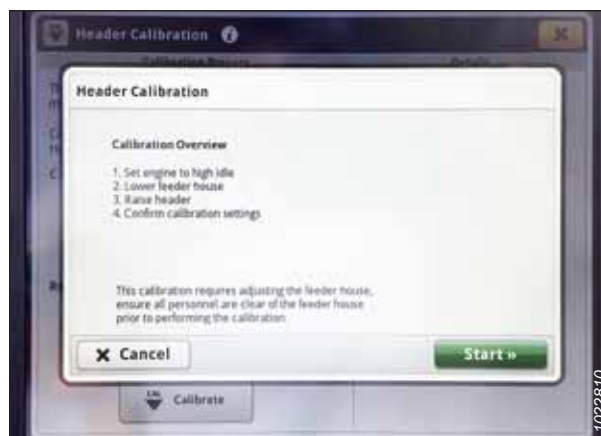 Header Calibration
Details
Header Calibration
Calibration Overview
1. Set engine to high idle
2. Lower feeder house
3. Raise header
4. Confirm calibration settings
This calibration requires adjusting the feeder house,
ensure all personnel are clear of the feeder house
prior to performing the calibration
Cancel
Start »
CAL
Calibrate
1022810